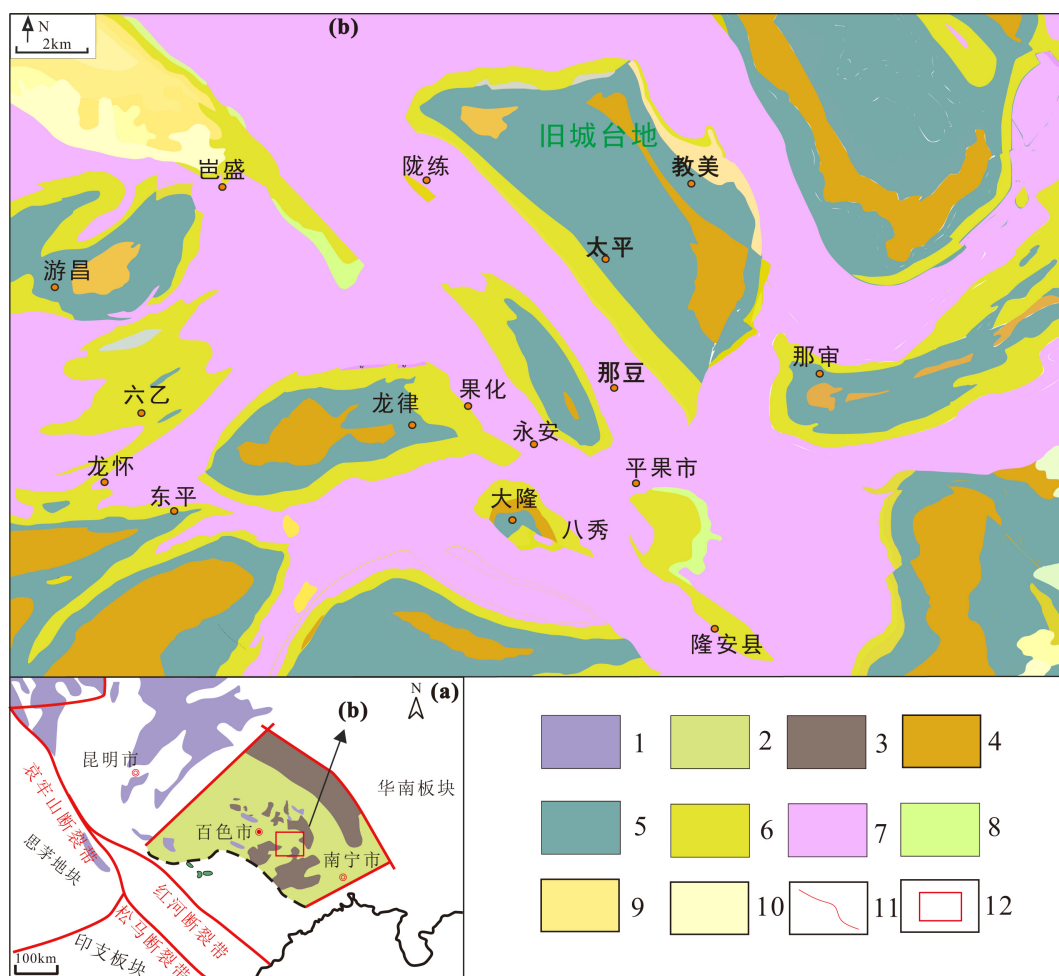 N
2km
(b)
旧城台地
岜盛
陇练
教美
太平
游昌
那审
那豆
六乙
龙律
果化
永安
龙怀
东平
平果市
大隆
八秀
隆安县
(a)
N
(b)
昆明市
华南板块
哀牢山断裂带
思茅地块
百色市
南宁市
红河断裂带
松马断裂带
印支板块
100km
1
2
3
4
5
6
7
8
9
10
11
12